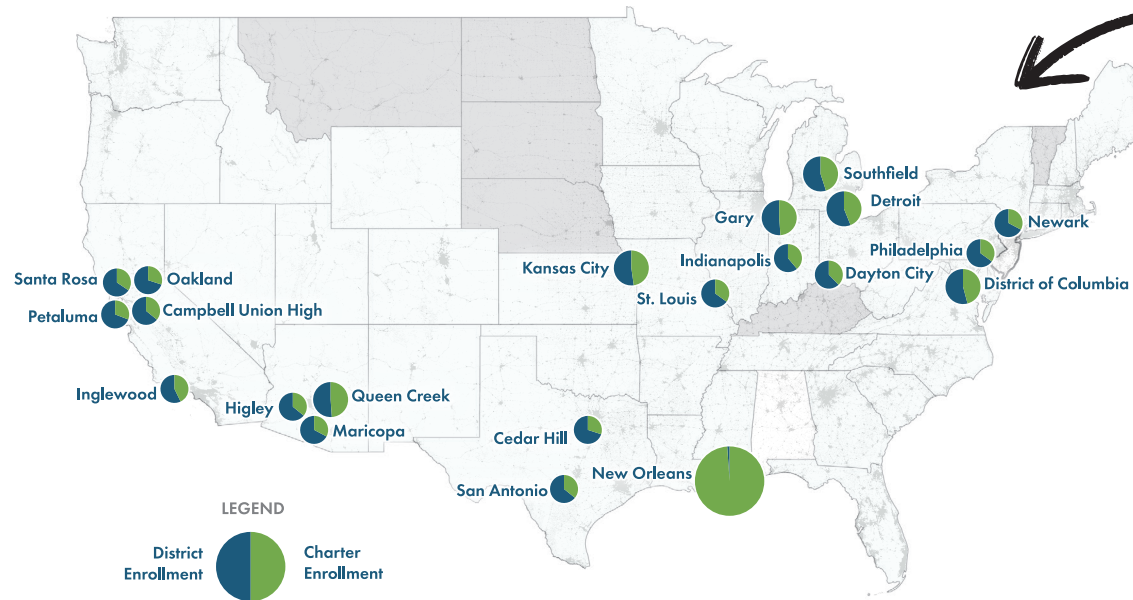 Southfield
Detroit
Gary
Newark
Philadelphia
Indianapolis
Kansas City
Dayton City
District of Columbia
St. Louis
Santa Rosa
Oakland
Petaluma
Campbell Union High
Inglewood
Queen Creek
Higley
Maricopa
Cedar Hill
New Orleans
San Antonio
LEGEND
District
Enrollment
Charter
Enrollment